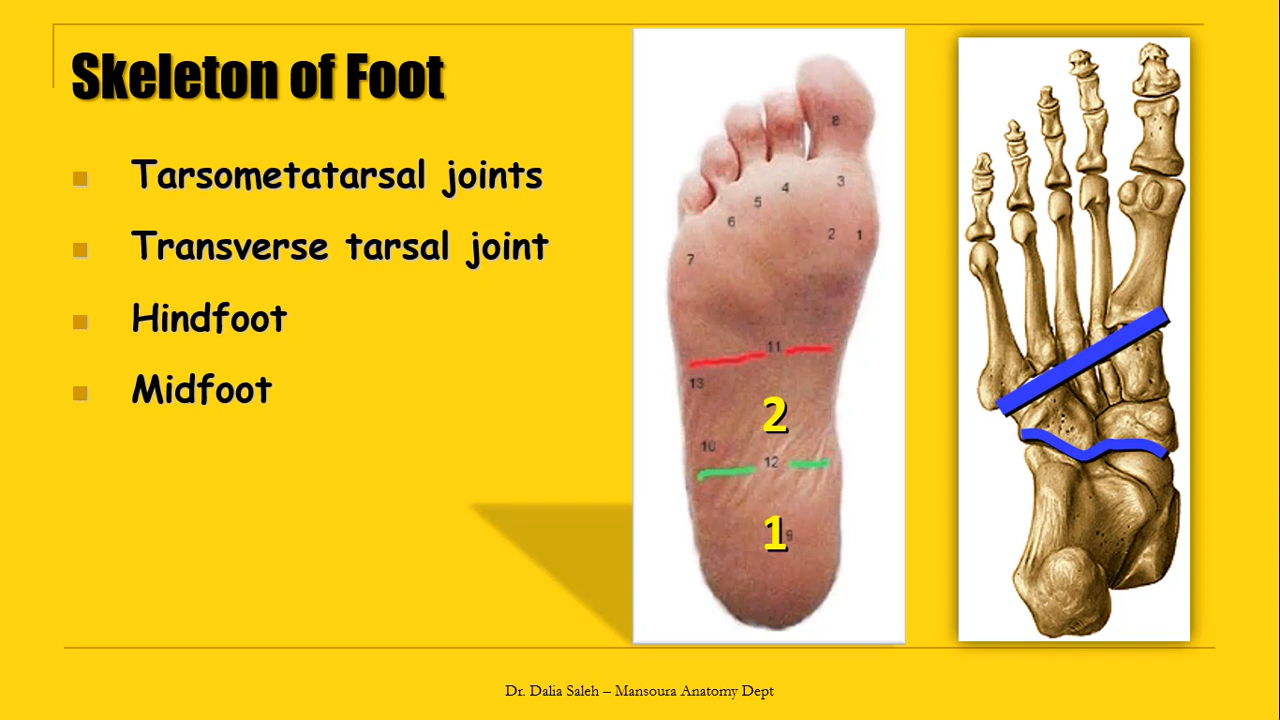 Skeleton of Foot
Tarsometatarsal joints
Transverse tarsal joint
Hindfoot
Midfoot
8
3
4
5
6
2 1
7
11
13
2
10
12
1
9
Dr. Dalia Saleh – Mansoura Anatomy Dept